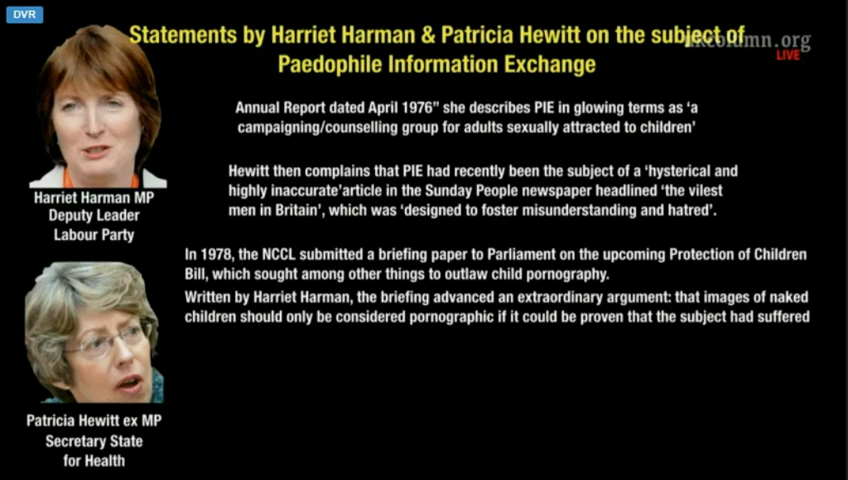 DVR
Statements by Harriet Harman & Patricia Hewitt on the subject of
Paedophile Information Exchange
ukcolumn.org
LIVE
Annual Report dated April 1976” she describes PIE in glowing terms as ‘a
campaigning/counselling group for adults sexually attracted to children’
Hewitt then complains that PIE had recently been the subject of a ‘hysterical and
highly inaccurate’article in the Sunday People newspaper headlined ‘the vilest
men in Britain’, which was ‘designed to foster misunderstanding and hatred’.
Harriet Harman MP
Deputy Leader
Labour Party
In 1978, the NCCL submitted a briefing paper to Parliament on the upcoming Protection of Children
Bill, which sought among other things to outlaw child pornography.
Written by Harriet Harman, the briefing advanced an extraordinary argument: that images of naked
children should only be considered pornographic if it could be proven that the subject had suffered
Patricia Hewitt ex MP
Secretary State
for Health